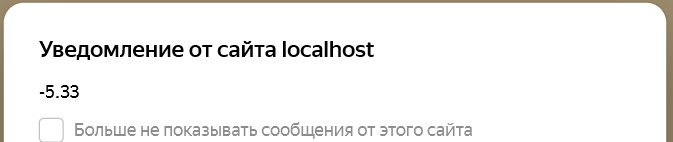 Уведомление от сайта localhost
-5.33
Больше не показывать сообщения от этого сайта